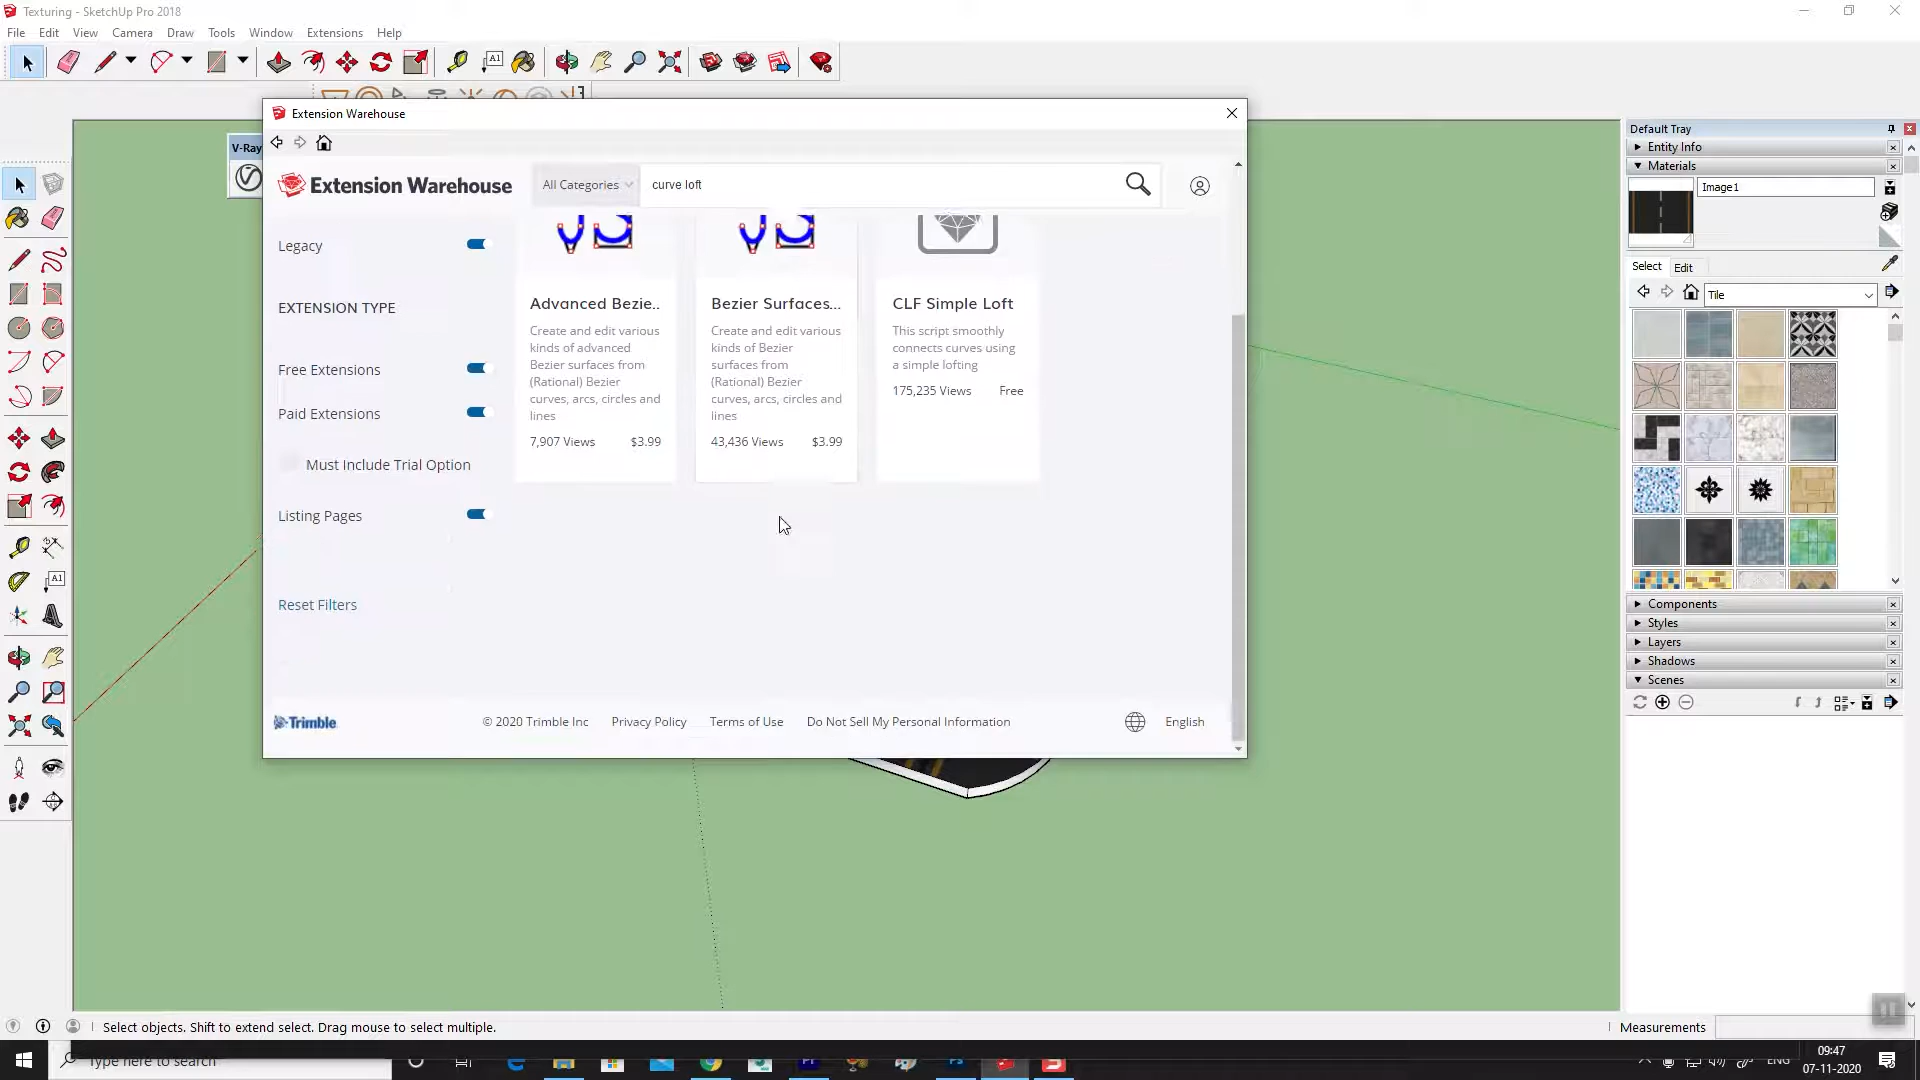 Texturing - SketchUp Pro 2018
File Edit View Camera Draw Tools Window Extensions Help
A1
Extension Warehouse
V-Ray
Extension Warehouse
All Categories
curve loft
Legacy
EXTENSION TYPE
Free Extensions
Paid Extensions
Must Include Trial Option
Listing Pages
Reset Filters
Advanced Bezie..
Create and edit various
kinds of advanced
Bezier surfaces from
(Rational) Bezier
curves, arcs, circles and
lines
7,907 Views $3.99
Bezier Surfaces...
Create and edit various
kinds of Bezier
surfaces from
(Rational) Bezier
curves, arcs, circles and
lines
43,436 Views $3.99
CLF Simple Loft
This script smoothly
connects curves using
a simple lofting
175,235 Views Free
Trimble
© 2020 Trimble Inc Privacy Policy Terms of Use Do Not Sell My Personal Information English
Default Tray
Entity Info
Materials
Image1
Select Edit
Tile
Components
Styles
Layers
Shadows
Scenes
A1
Select objects. Shift to extend select. Drag mouse to select multiple.
Measurements
Type here to search
ENG
09:47
07-11-2020